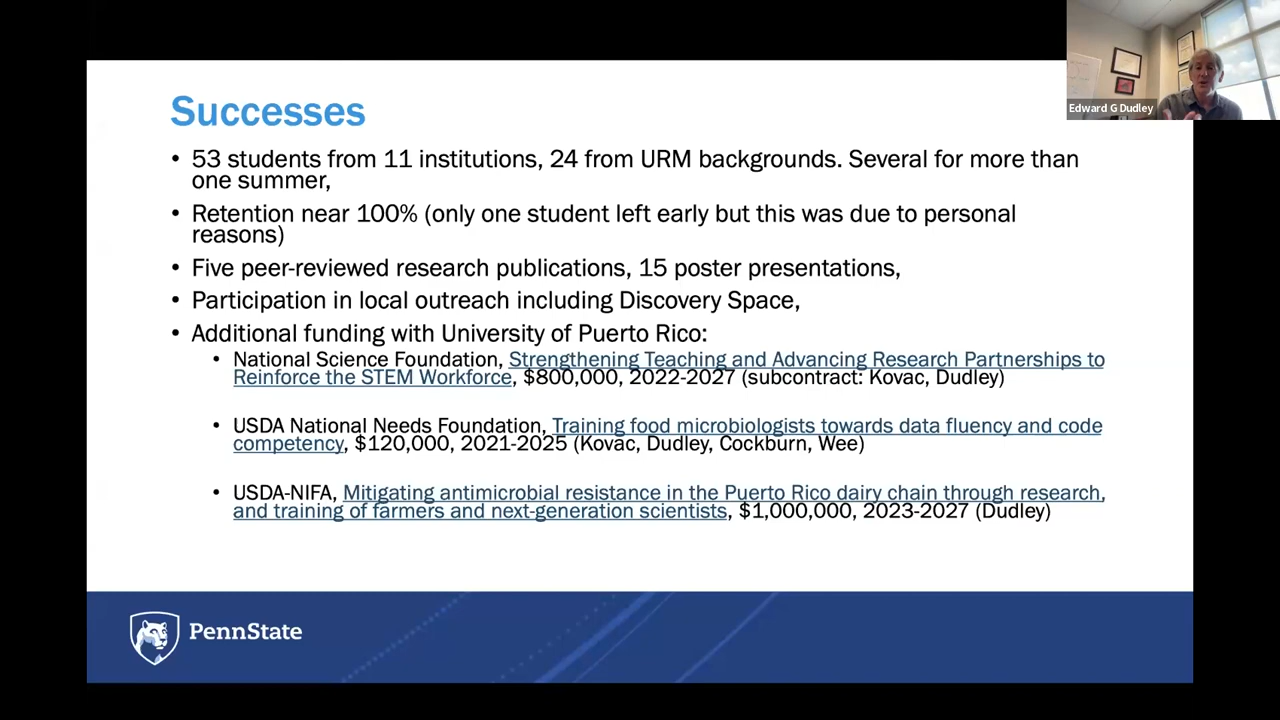 Edward G Dudley
Successes
• 53 students from 11 institutions, 24 from URM backgrounds. Several for more than
one summer,
• Retention near 100% (only one student left early but this was due to personal
reasons)
• Five peer-reviewed research publications, 15 poster presentations,
• Participation in local outreach including Discovery Space,
• Additional funding with University of Puerto Rico:
• National Science Foundation, Strengthening Teaching and Advancing Research Partnerships to
Reinforce the STEM Workforce, $800,000, 2022-2027 (subcontract: Kovac, Dudley)
• USDA National Needs Foundation, Training food microbiologists towards data fluency and code
competency, $120,000, 2021-2025 (Kovac, Dudley, Cockburn, Wee)
• USDA-NIFA, Mitigating antimicrobial resistance in the Puerto Rico dairy chain through research,
and training of farmers and next-generation scientists, $1,000,000, 2023-2027 (Dudley)
PennState